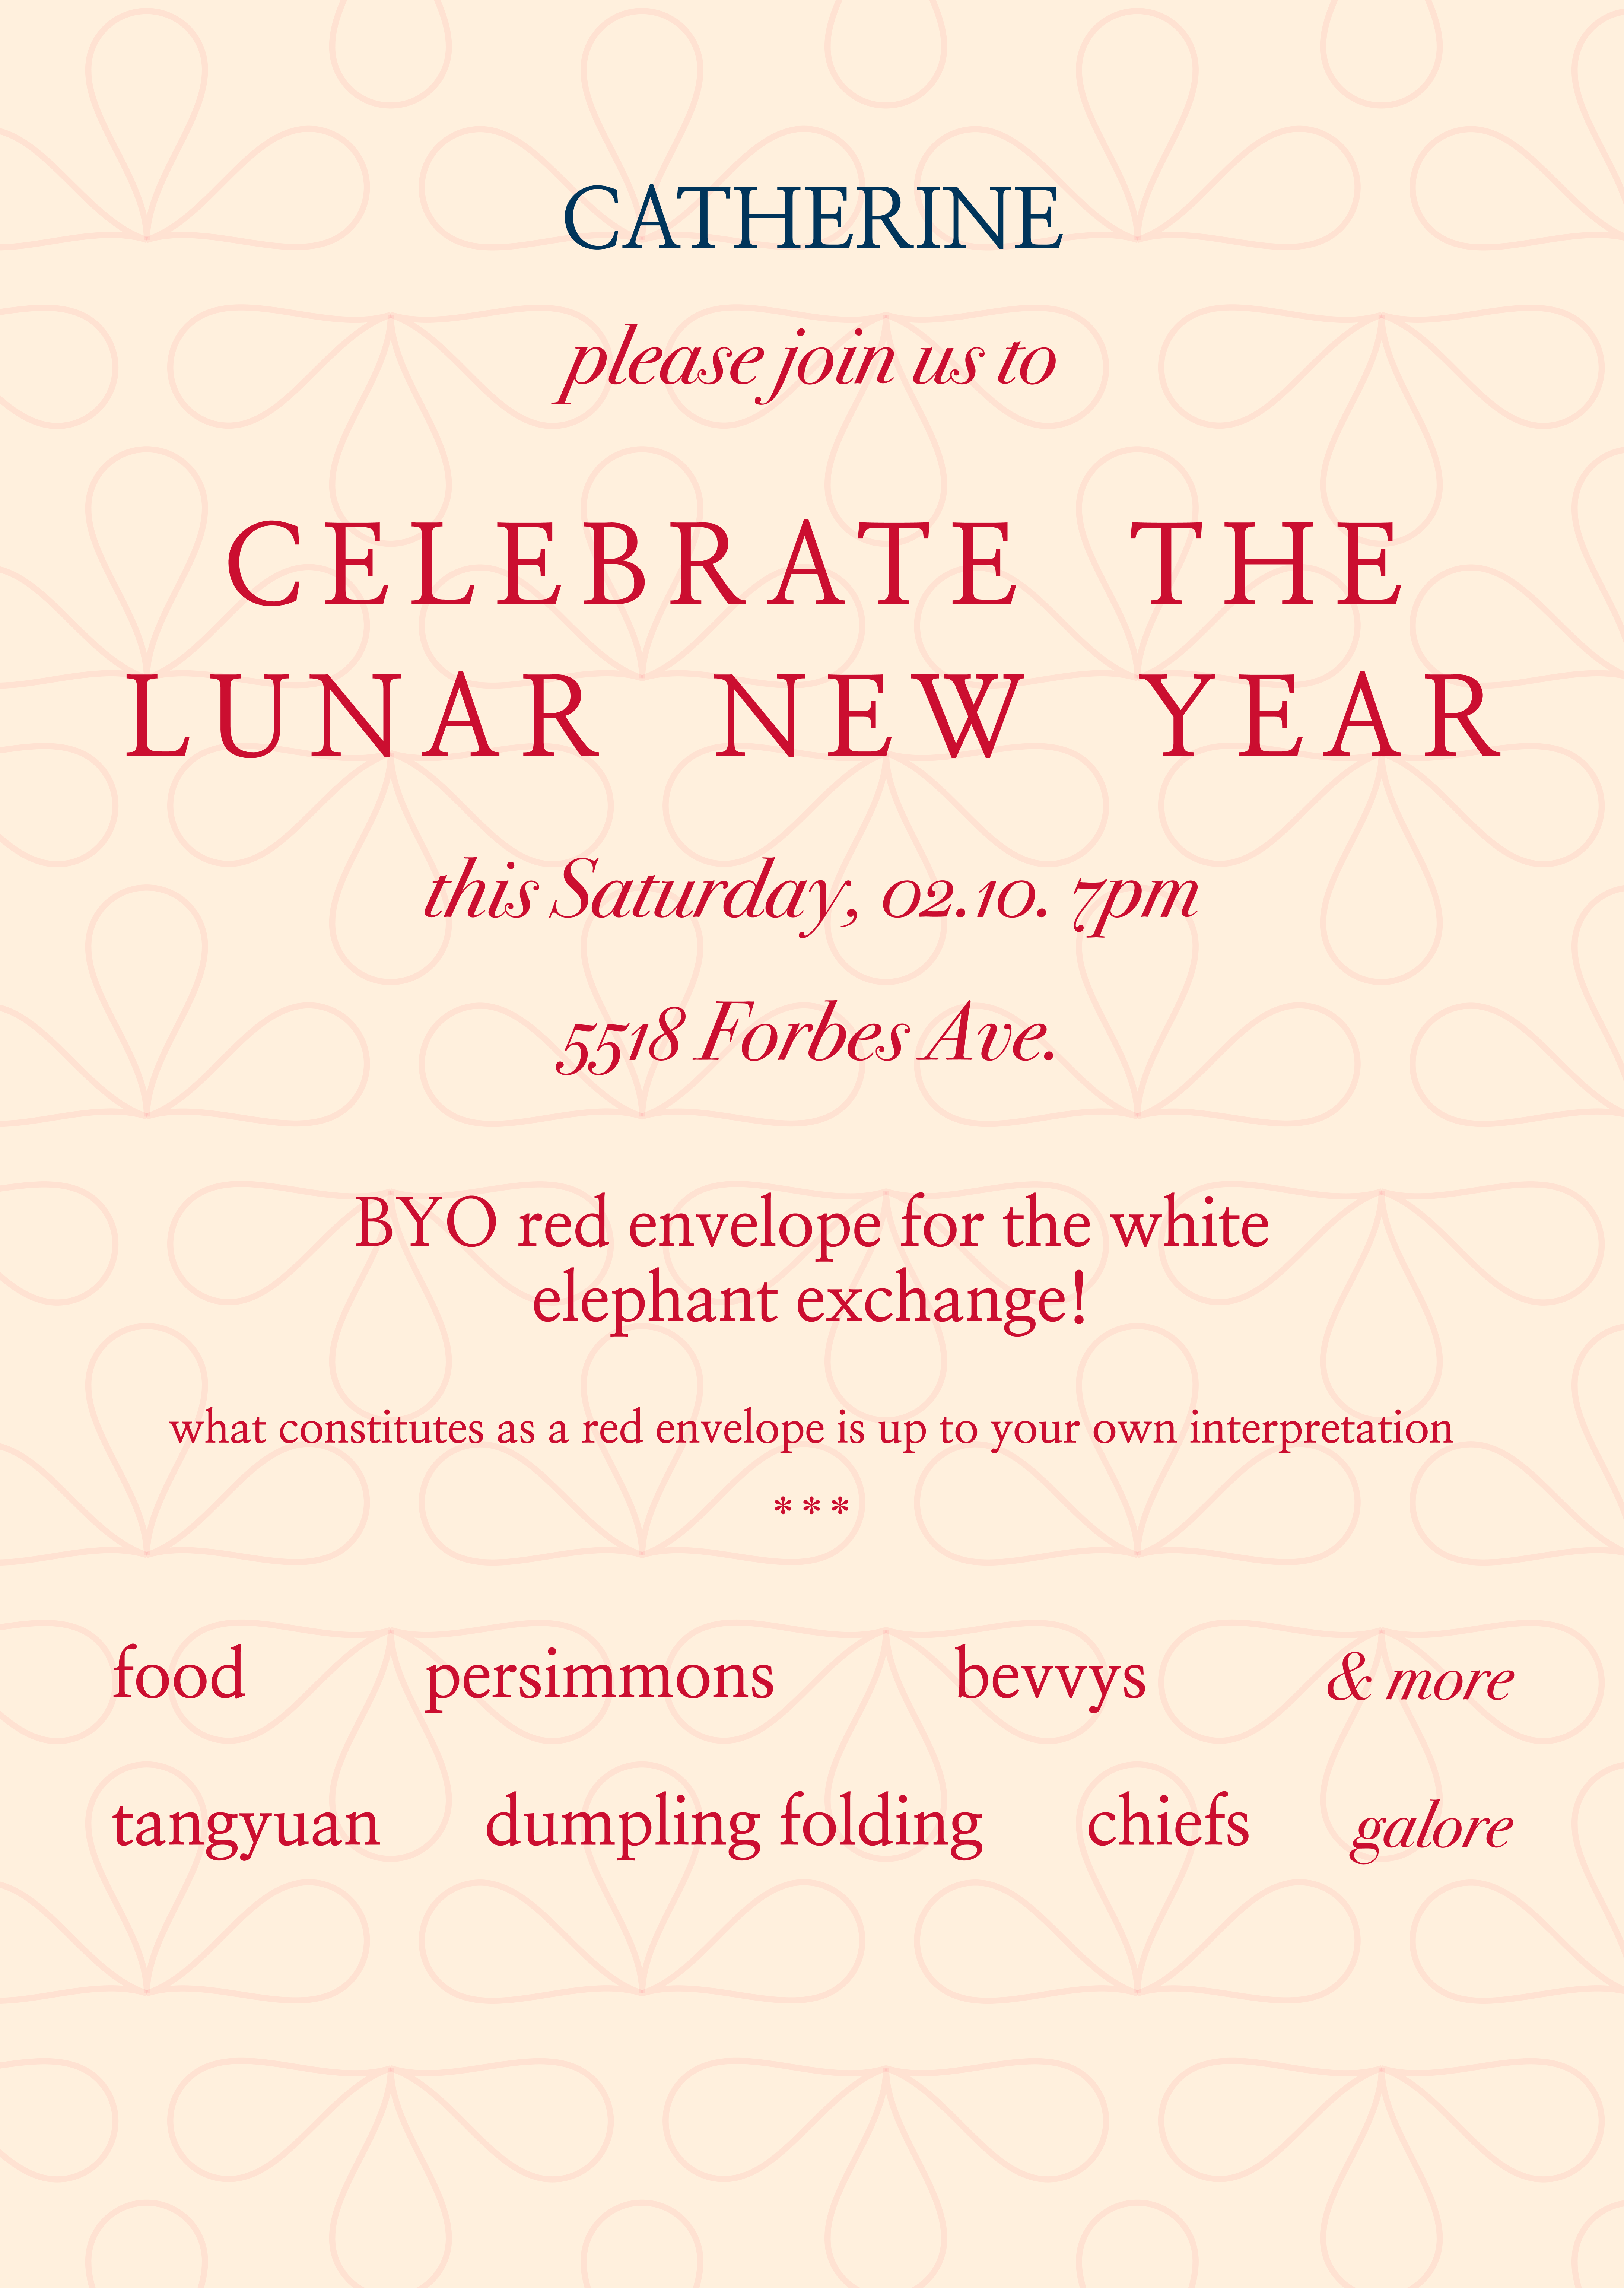 CATHERINE
please join us to
CELEBRATE THE
LUNAR NEW YEAR
this Saturday, 02.10. 7pm
5518 Forbes Ave.
BYO red envelope for the white
elephant exchange!
what constitutes as a red envelope is up to your own interpretation
***
food persimmons bevvys & more
tangyuan dumpling folding chiefs galore